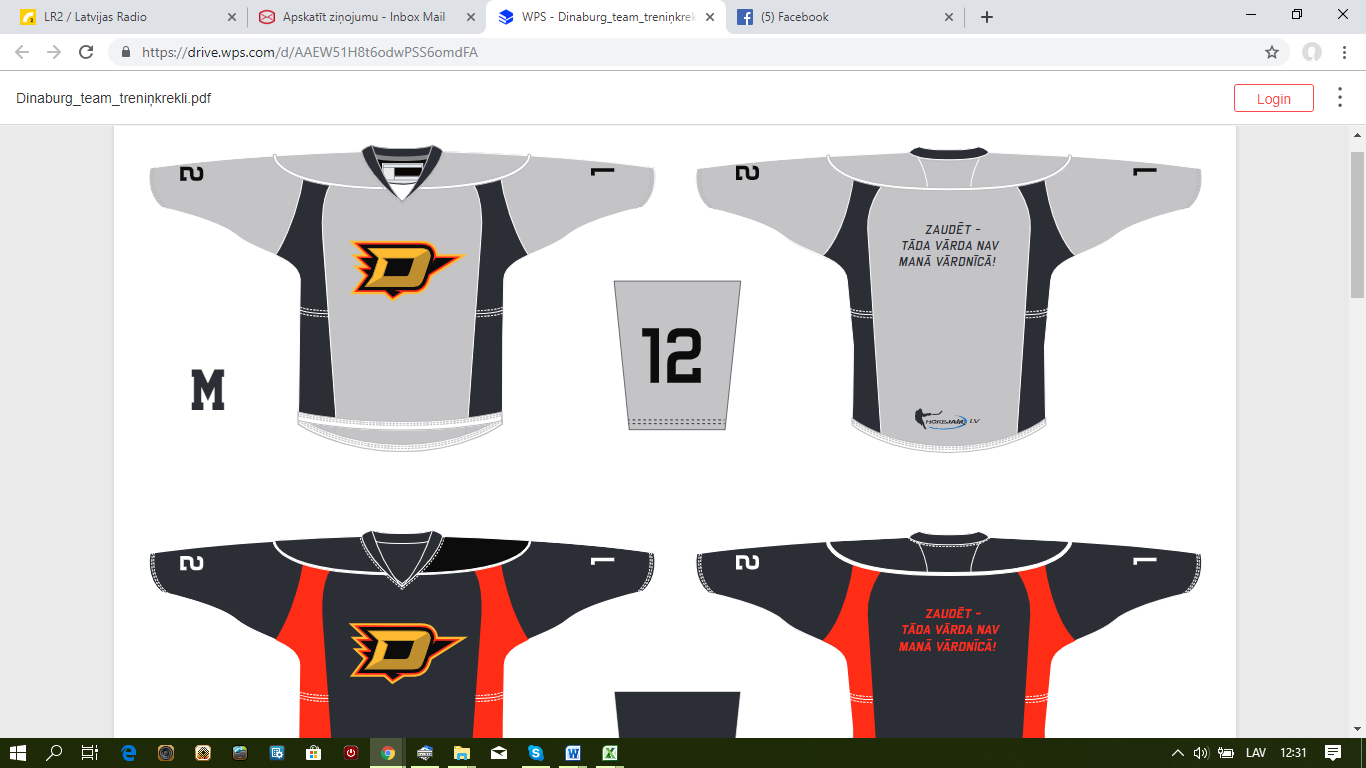 LR2 / Latvijas Radio
Apskatīt ziņojumu - Inbox Mail
WPS - Dinaburg_team_treniņkrek
(5) Facebook
https://drive.wps.com/d/AAEW51H8t6odwPSS6omdFA
Dinaburg_team_treniņkrekli.pdf
Login
2
1
2
1
D
ZAUDĒT -
TĀDA VĀRDA NAV
MANĀ VĀRDNĪCĀ!
12
M
HOKEJAM.LV
2
1
2
1
D
ZAUDĒT -
TĀDA VĀRDA NAV
MANĀ VĀRDNĪCĀ!
LAV
12:31